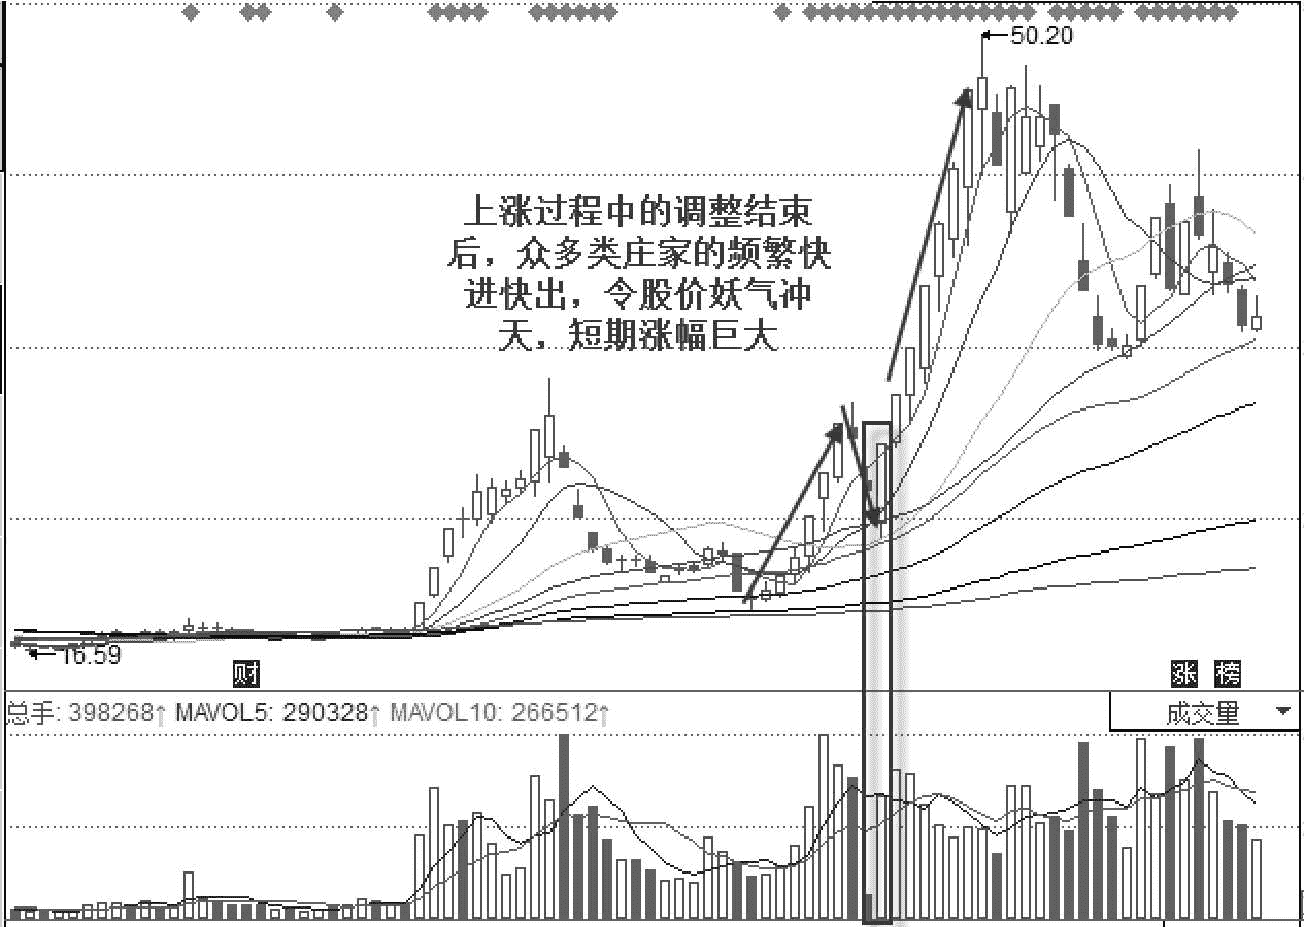 50.20
上涨过程中的调整结束
后，众多类庄家的频繁快
进快出，令股价妖气冲
天，短期涨幅巨大
16.59
财
涨 榜
总手: 398268↑ MAVOL5: 290328↑ MAVOL10: 266512↑
成交量